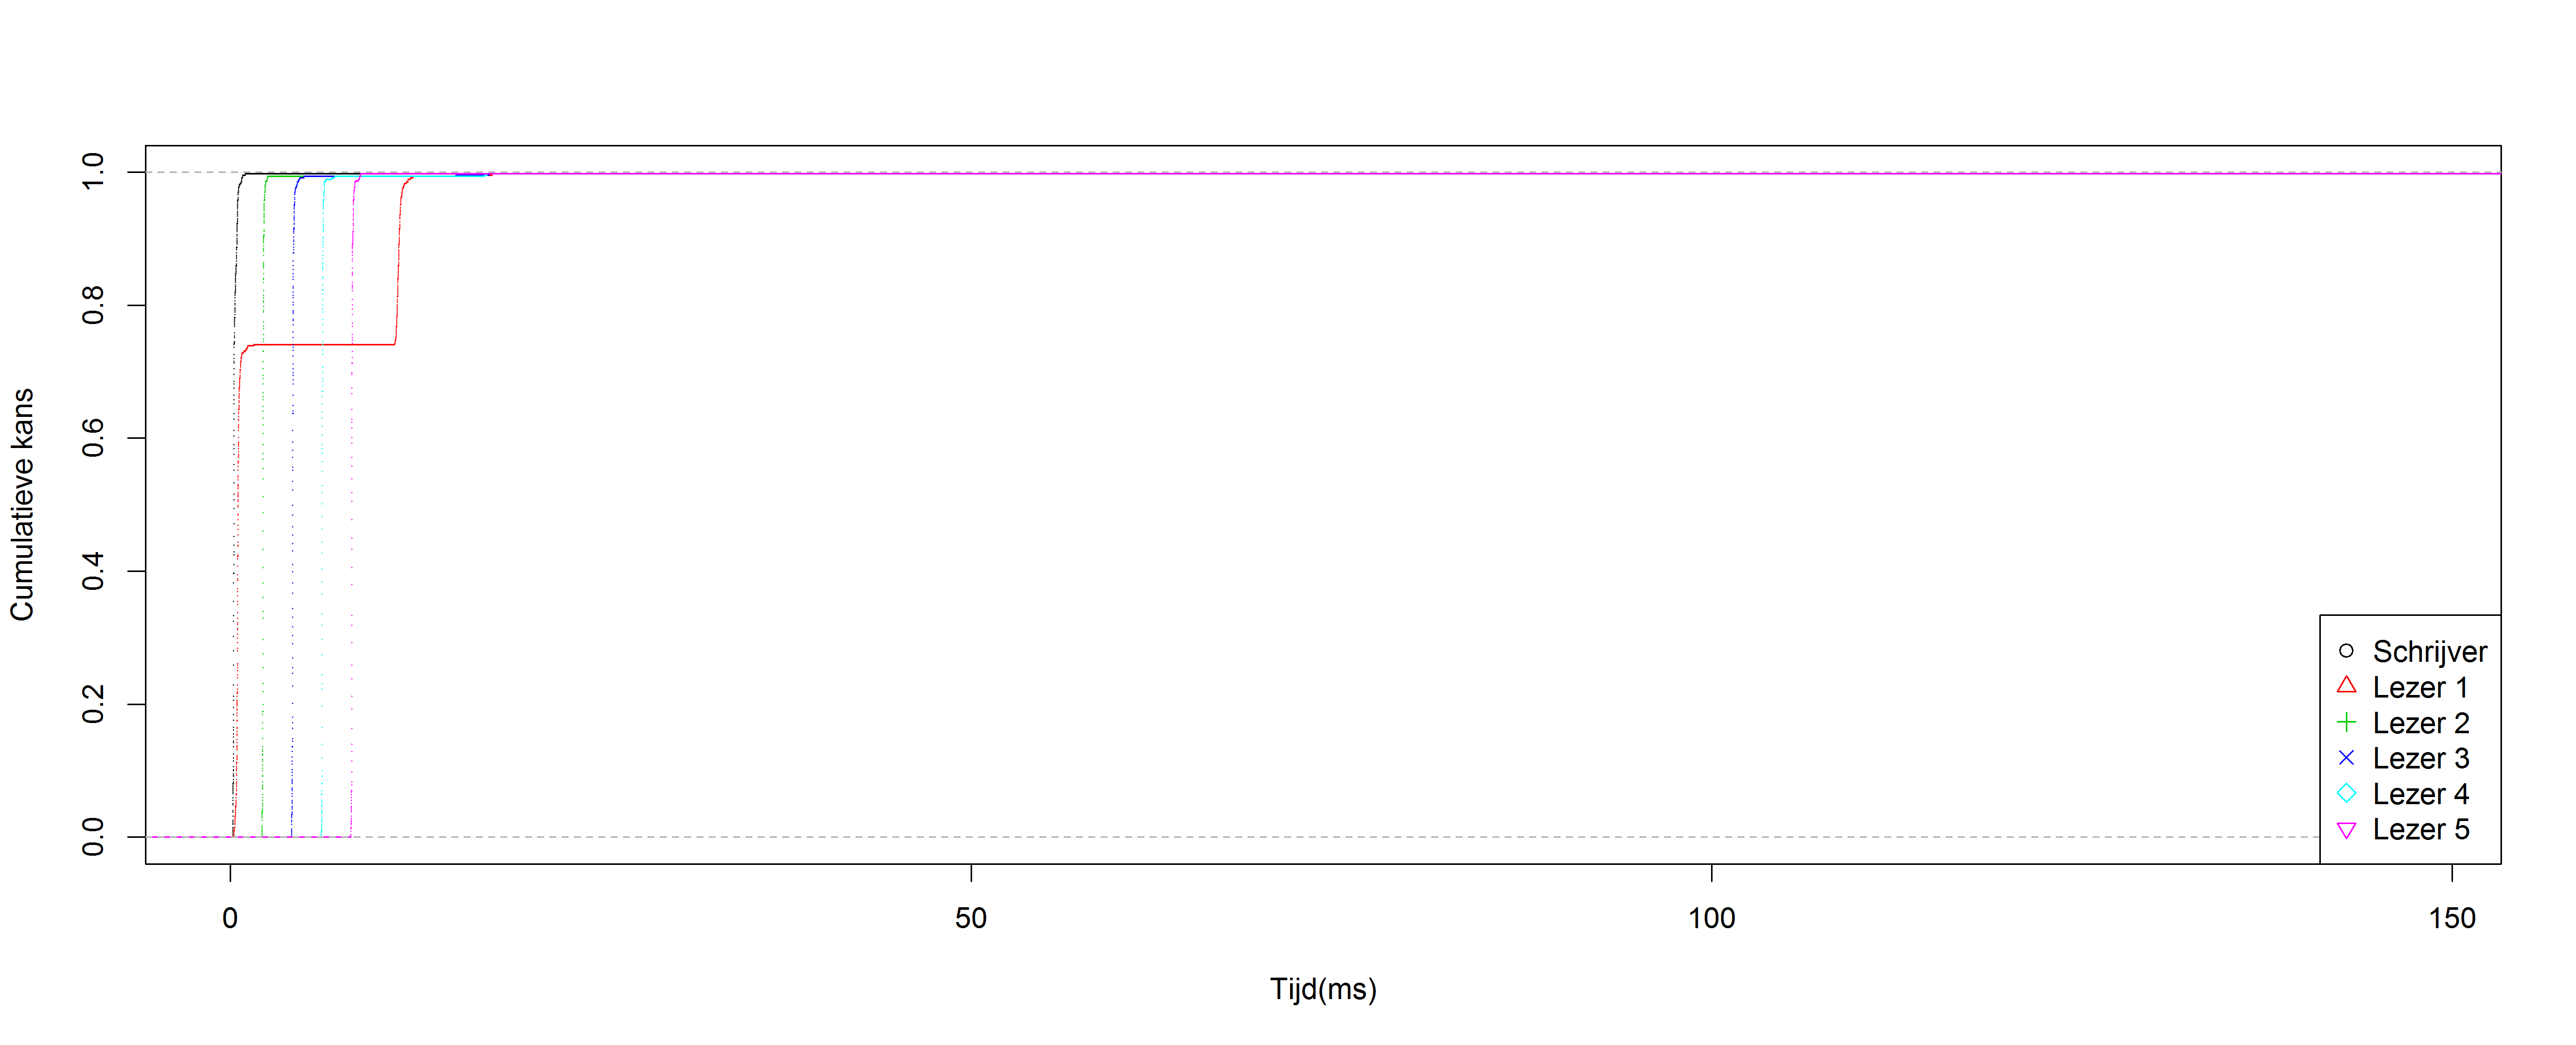 Cumulatieve kans
1.0
0.8
0.6
0.4
0.2
0.0
Schrijver
Lezer 1
Lezer 2
Lezer 3
Lezer 4
Lezer 5
0 50 100 150
Tijd(ms)